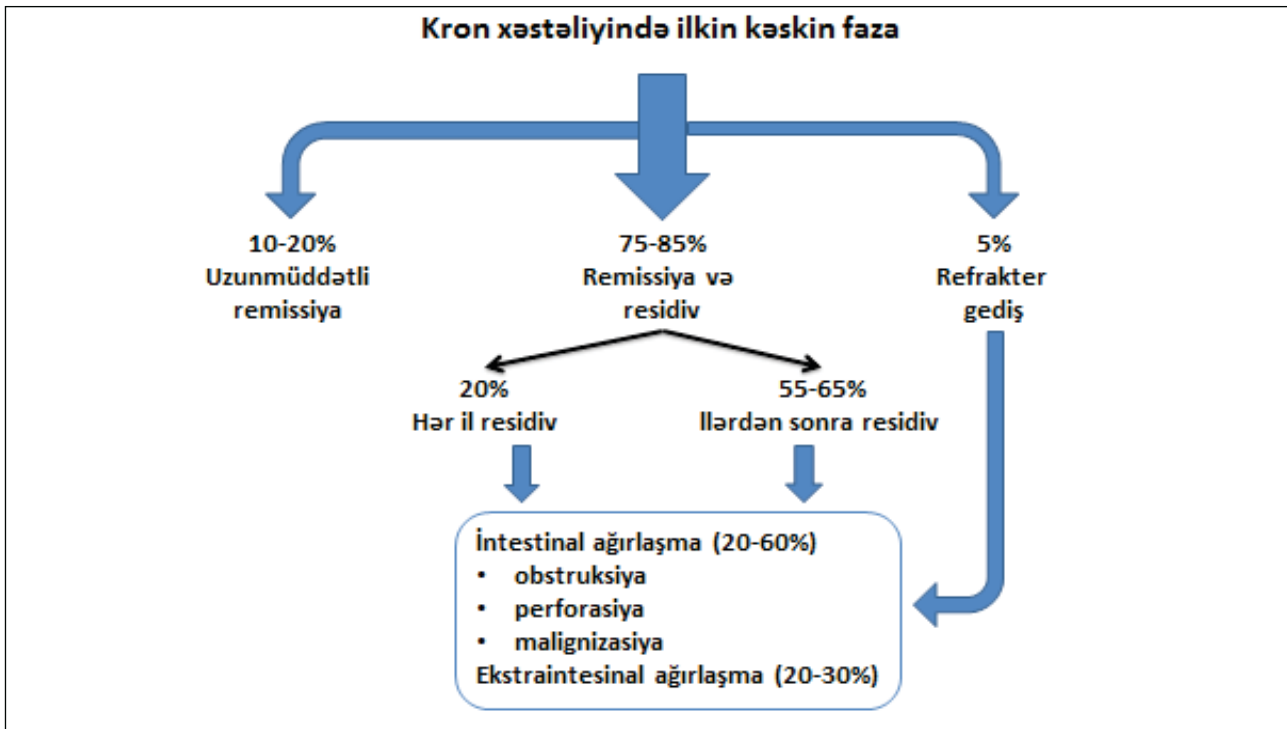 Kron xəstəliyində ilkin kəskin faza
10-20%
Uzunmüddətli
remissiya
75-85%
Remissiya və
residiv
5%
Refrakter
gediş
20%
Hər il residiv
55-65%
llərdən sonra residiv
İntestinal ağırlaşma (20-60%)
• obstruksiya
• perforasiya
• malignizasiya
Ekstraintesinal ağırlaşma (20-30%)